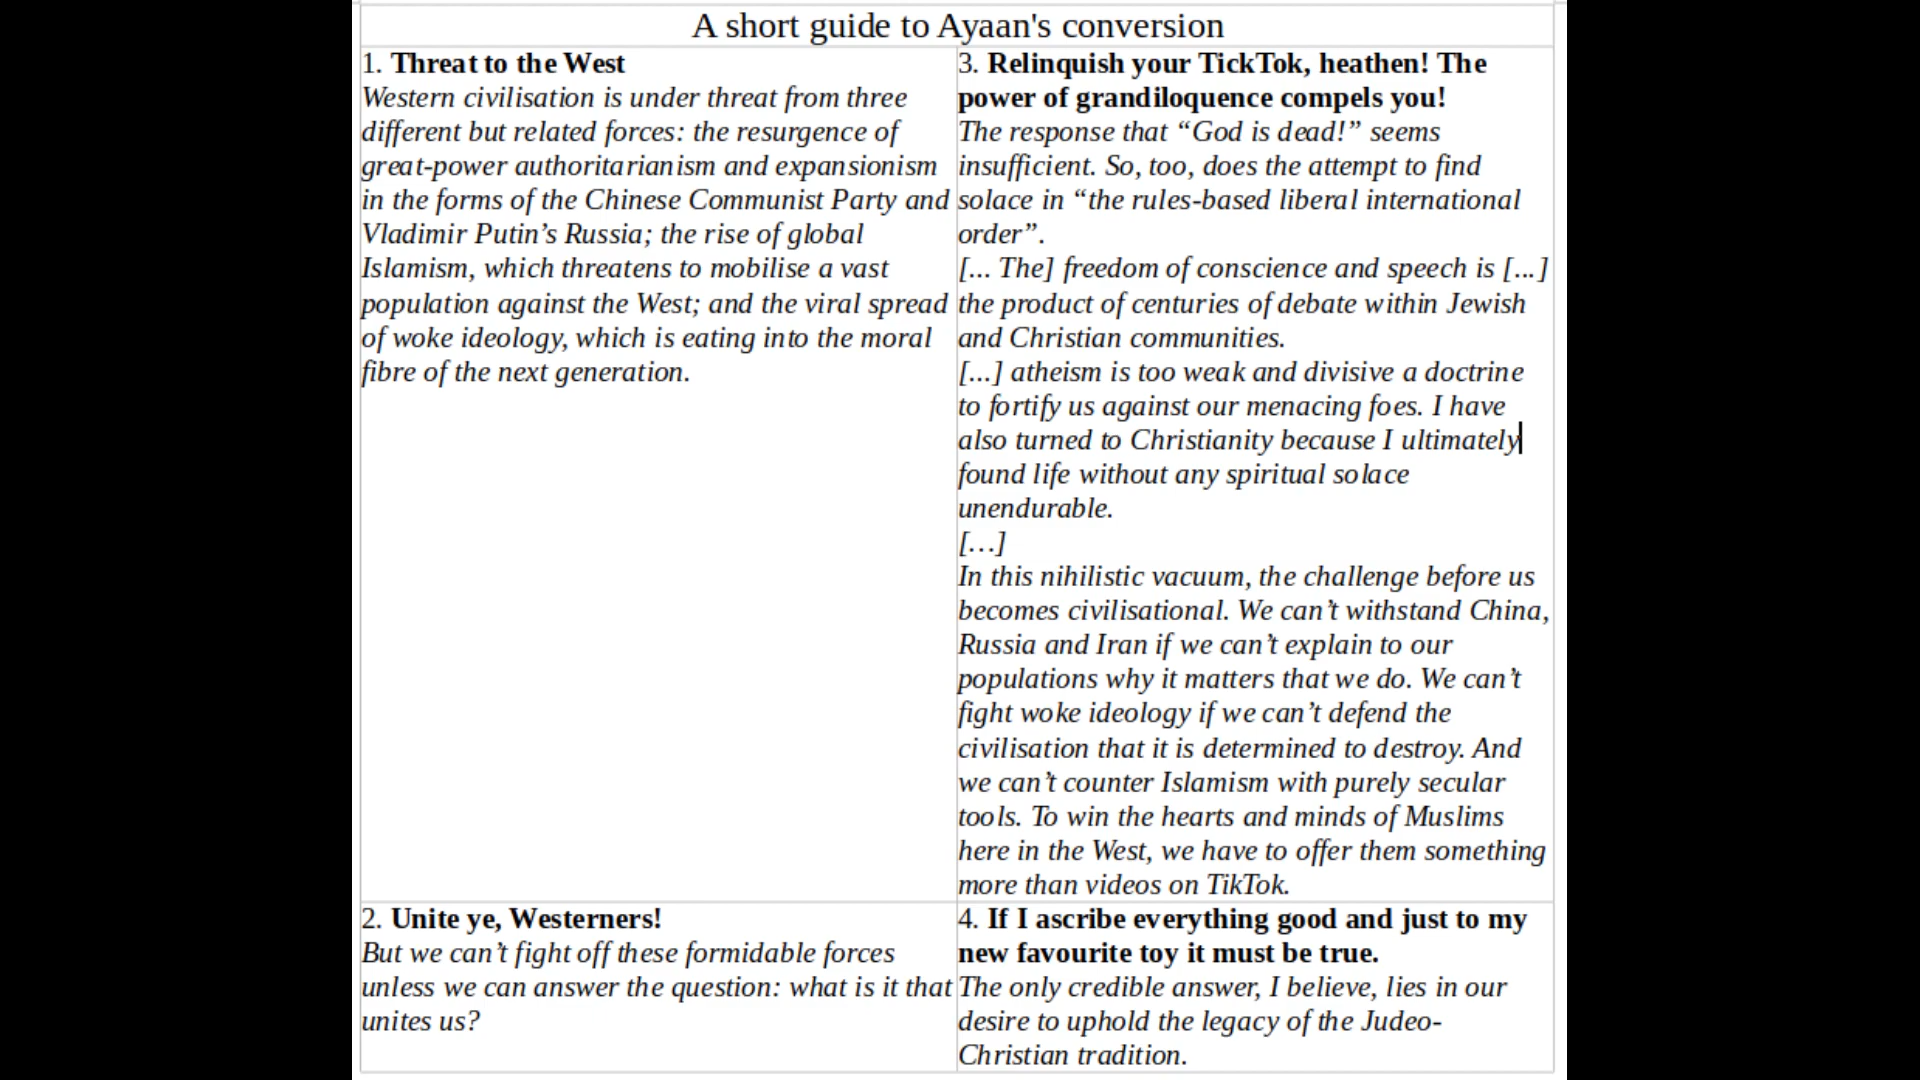 A short guide to Ayaan's conversion
1. Threat to the West
Western civilisation is under threat from three
different but related forces: the resurgence of
great-power authoritarianism and expansionism
in the forms of the Chinese Communist Party and
Vladimir Putin’s Russia; the rise of global
Islamism, which threatens to mobilise a vast
population against the West; and the viral spread
of woke ideology, which is eating into the moral
fibre of the next generation.
2. Unite ye, Westerners!
But we can’t fight off these formidable forces
unless we can answer the question: what is it that
unites us?
3. Relinquish your TickTok, heathen! The
power of grandiloquence compels you!
The response that “God is dead!” seems
insufficient. So, too, does the attempt to find
solace in “the rules-based liberal international
order”.
[... The] freedom of conscience and speech is [...]
the product of centuries of debate within Jewish
and Christian communities.
[...] atheism is too weak and divisive a doctrine
to fortify us against our menacing foes. I have
also turned to Christianity because I ultimately
found life without any spiritual solace
unendurable.
[…]
In this nihilistic vacuum, the challenge before us
becomes civilisational. We can’t withstand China,
Russia and Iran if we can’t explain to our
populations why it matters that we do. We can’t
fight woke ideology if we can’t defend the
civilisation that it is determined to destroy. And
we can’t counter Islamism with purely secular
tools. To win the hearts and minds of Muslims
here in the West, we have to offer them something
more than videos on TikTok.
4. If I ascribe everything good and just to my
new favourite toy it must be true.
The only credible answer, I believe, lies in our
desire to uphold the legacy of the Judeo-
Christian tradition.